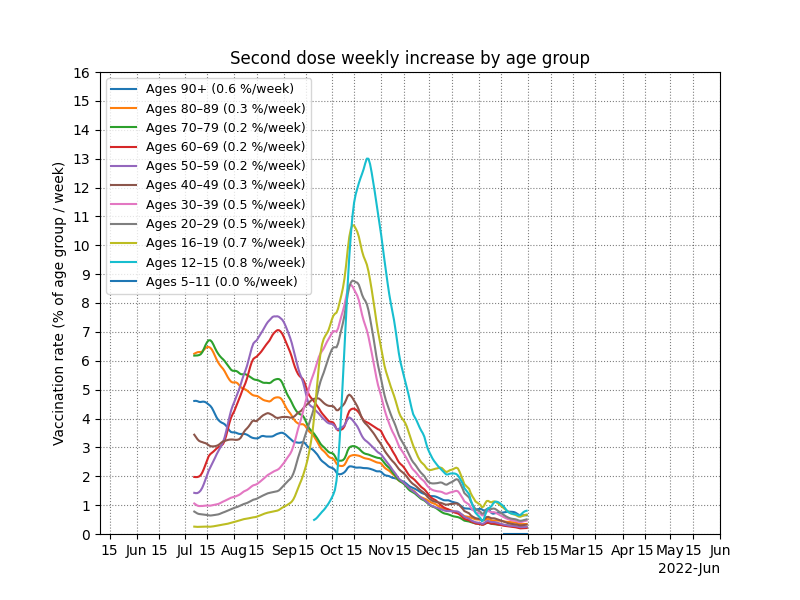 Second dose weekly increase by age group
Vaccination rate (% of age group / week)
16
15
14
13
12
11
10
9
8
7
6
5
4
3
2
1
0
Ages 90+ (0.6 %/week)
Ages 80–89 (0.3 %/week)
Ages 70–79 (0.2 %/week)
Ages 60–69 (0.2 %/week)
Ages 50–59 (0.2 %/week)
Ages 40–49 (0.3 %/week)
Ages 30–39 (0.5 %/week)
Ages 20–29 (0.5 %/week)
Ages 16–19 (0.7 %/week)
Ages 12–15 (0.8 %/week)
Ages 5–11 (0.0 %/week)
15 Jun 15 Jul 15 Aug 15 Sep 15 Oct 15 Nov 15 Dec 15 Jan 15 Feb 15 Mar 15 Apr 15 May 15 Jun
2022-Jun